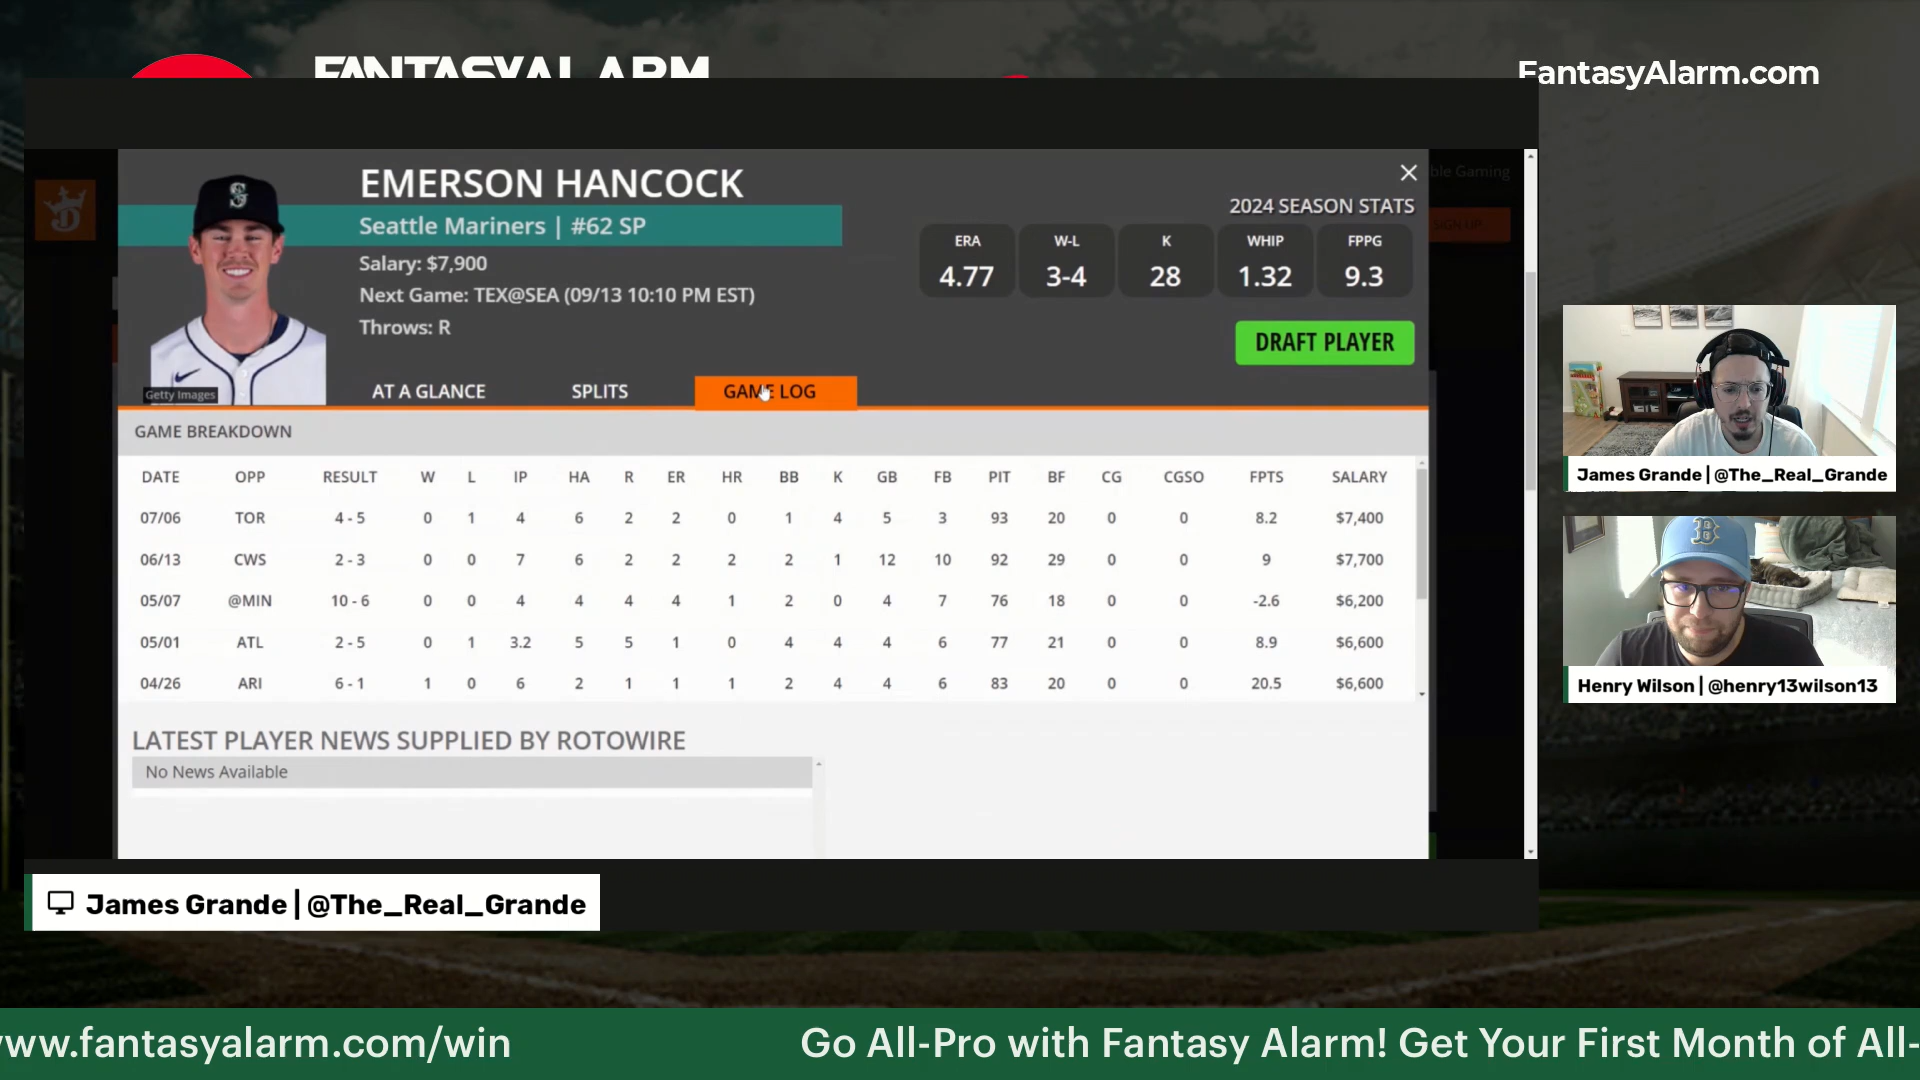 FANTASYALARM
FantasyAlarm.com
EMERSON HANCOCK
Seattle Mariners | #62 SP
Salary: $7,900
Next Game: TEX@SEA (09/13 10:10 PM EST)
Throws: R
Getty Images
ble Gaming
SIGN UP
2024 SEASON STATS
ERA W-L K WHIP FPPG
4.77 3-4 28 1.32 9.3
DRAFT PLAYER
AT A GLANCE SPLITS GAME LOG
GAME BREAKDOWN
DATE OPP RESULT W L IP HA R ER HR BB K GB FB PIT BF CG CGSO FPTS SALARY
07/06 TOR 4 - 5 0 1 4 6 2 2 0 1 4 5 3 93 20 0 0 8.2 $7,400
06/13 CWS 2 - 3 0 0 7 6 2 2 2 2 1 12 10 92 29 0 0 9 $7,700
05/07 @MIN 10 - 6 0 0 4 4 4 4 1 2 0 4 7 76 18 0 0 -2.6 $6,200
05/01 ATL 2 - 5 0 1 3.2 5 5 1 0 4 4 4 6 77 21 0 0 8.9 $6,600
04/26 ARI 6 - 1 1 0 6 2 1 1 1 2 4 4 6 83 20 0 0 20.5 $6,600
LATEST PLAYER NEWS SUPPLIED BY ROTOWIRE
No News Available
James Grande | @The_Real_Grande
Henry Wilson | @henry13wilson13
James Grande | @The_Real_Grande
ww.fantasyalarm.com/win
Go All-Pro with Fantasy Alarm! Get Your First Month of All-